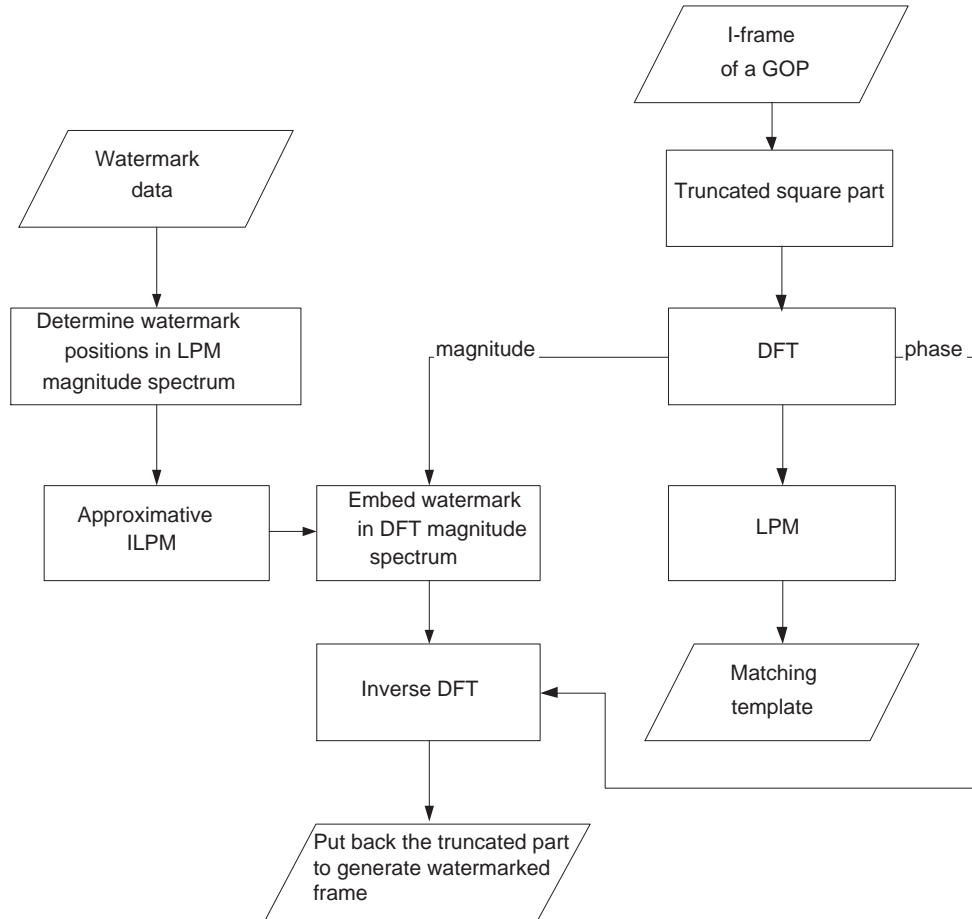 I-frame
of a GOP
Watermark
data
Truncated square part
Determine watermark
positions in LPM
magnitude spectrum
magnitude
DFT
phase
Approximative
ILPM
Embed watermark
in DFT magnitude
spectrum
LPM
Inverse DFT
Matching
template
Put back the truncated part
to generate watermarked
frame